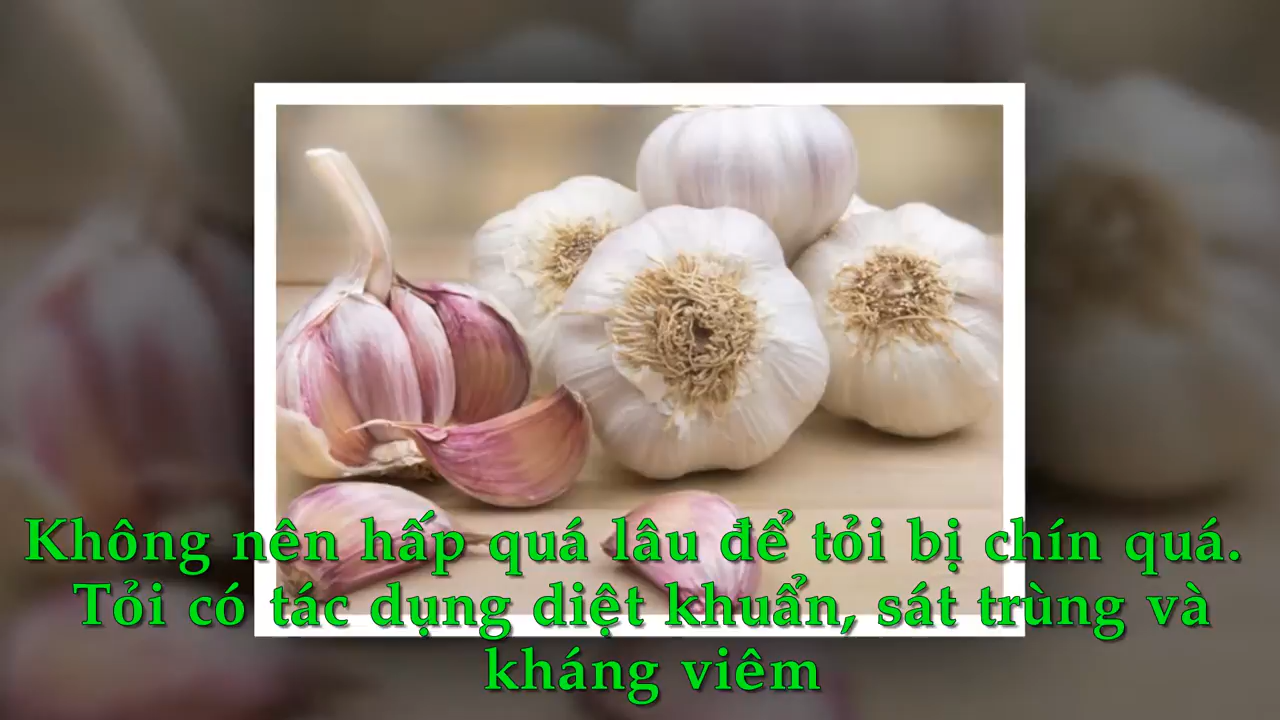 Không nên hấp quá lâu để tỏi bị chín quá.
Tỏi có tác dụng diệt khuẩn, sát trùng và
kháng viêm